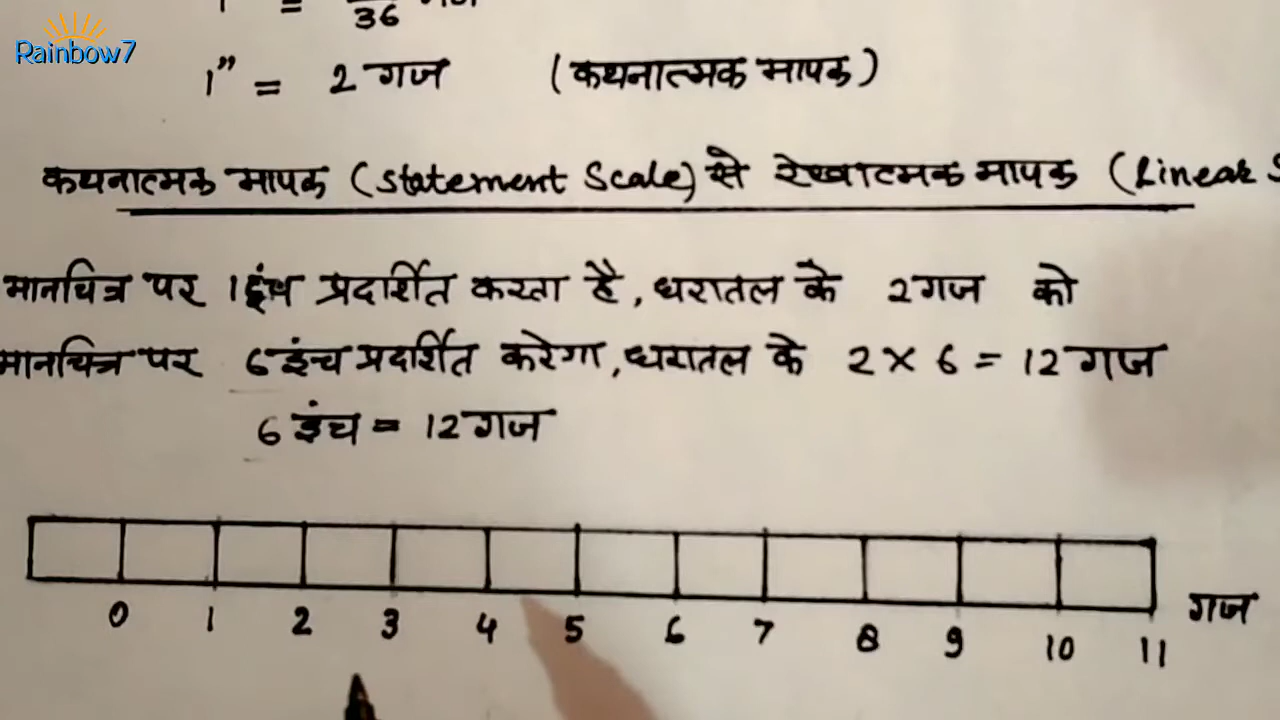 Rainbow7
= 36
1" = 2 गज (कथनात्मक मापक)
कथनात्मक मापक (Statement Scale) से रेखात्मक मापक (Linear S
मानचित्र पर 1 इंच प्रदर्शित करता है, धरातल के 2 गज को
मानचित्र पर 6 इंच प्रदर्शित करेगा, धरातल के 2 × 6 = 12 गज
6 इंच = 12 गज
0 1 2 3 4 5 6 7 8 9 10 11 गज